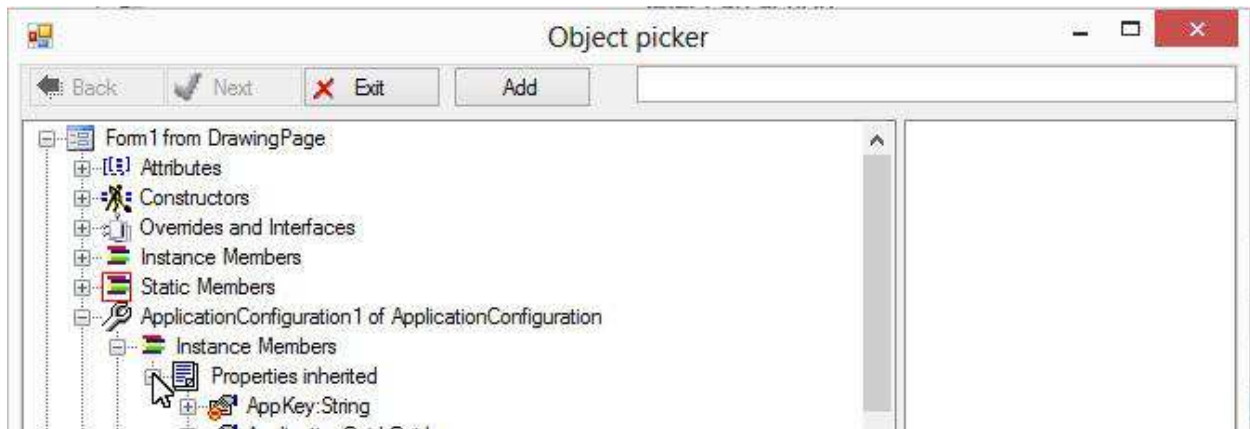 Object picker
Back Next Exit Add
Form1 from DrawingPage
Attributes
Constructors
Overrides and Interfaces
Instance Members
Static Members
ApplicationConfiguration1 of ApplicationConfiguration
Instance Members
Properties inherited
AppKey:String